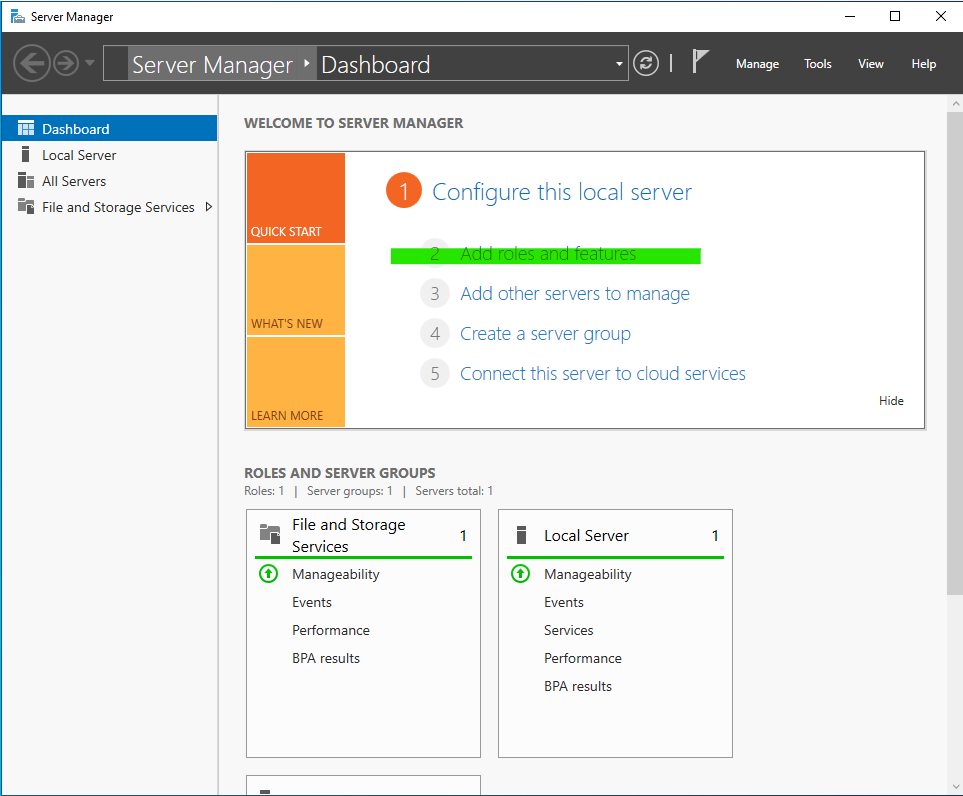 Server Manager
Server Manager Dashboard
Manage Tools View Help
Dashboard
Local Server
All Servers
File and Storage Services
WELCOME TO SERVER MANAGER
QUICK START
WHAT'S NEW
LEARN MORE
1 Configure this local server
2 Add roles and features
3 Add other servers to manage
4 Create a server group
5 Connect this server to cloud services
Hide
ROLES AND SERVER GROUPS
Roles: 1 | Server groups: 1 | Servers total: 1
File and Storage
Services 1
Manageability
Events
Performance
BPA results
Local Server 1
Manageability
Events
Services
Performance
BPA results